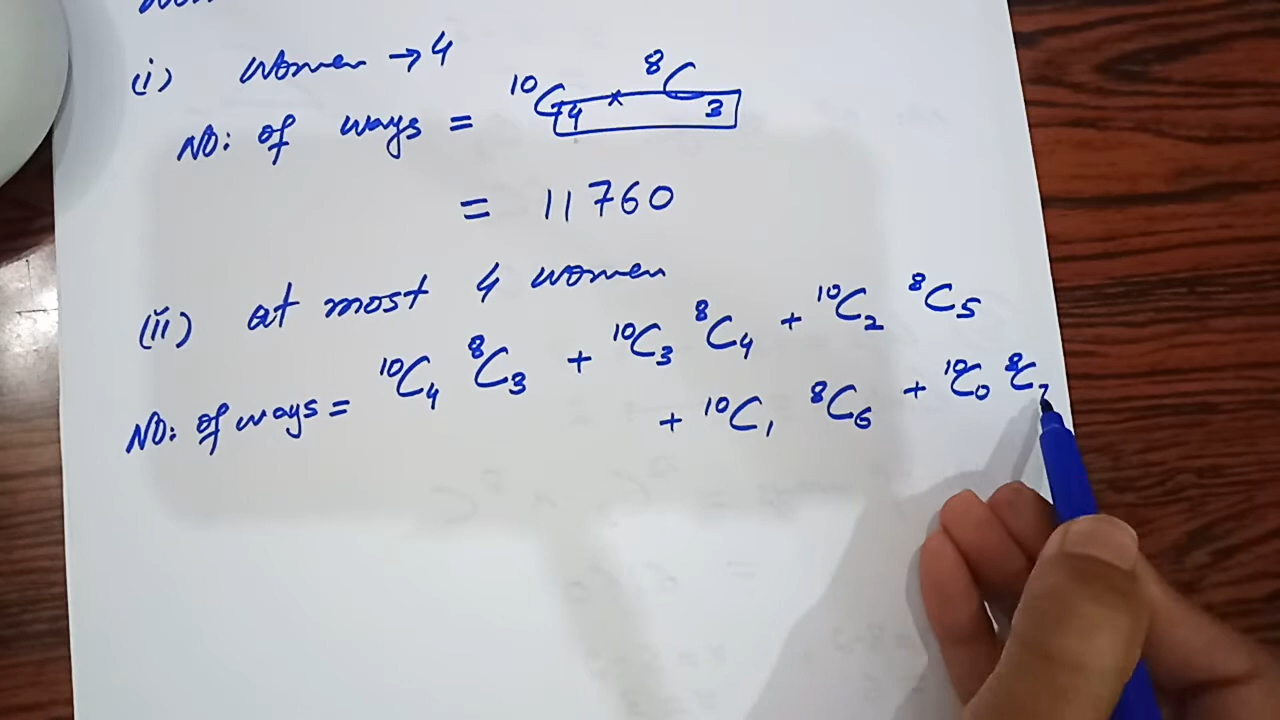 (i) women → 4
No: of ways = ¹⁰C₄ × ⁸C₃
= 11760
(ii) at most 4 women
No: of ways = ¹⁰C₄ ⁸C₃ + ¹⁰C₃ ⁸C₄ + ¹⁰C₂ ⁸C₅
+ ¹⁰C₁ ⁸C₆ + ¹⁰C₀ ⁸C₇